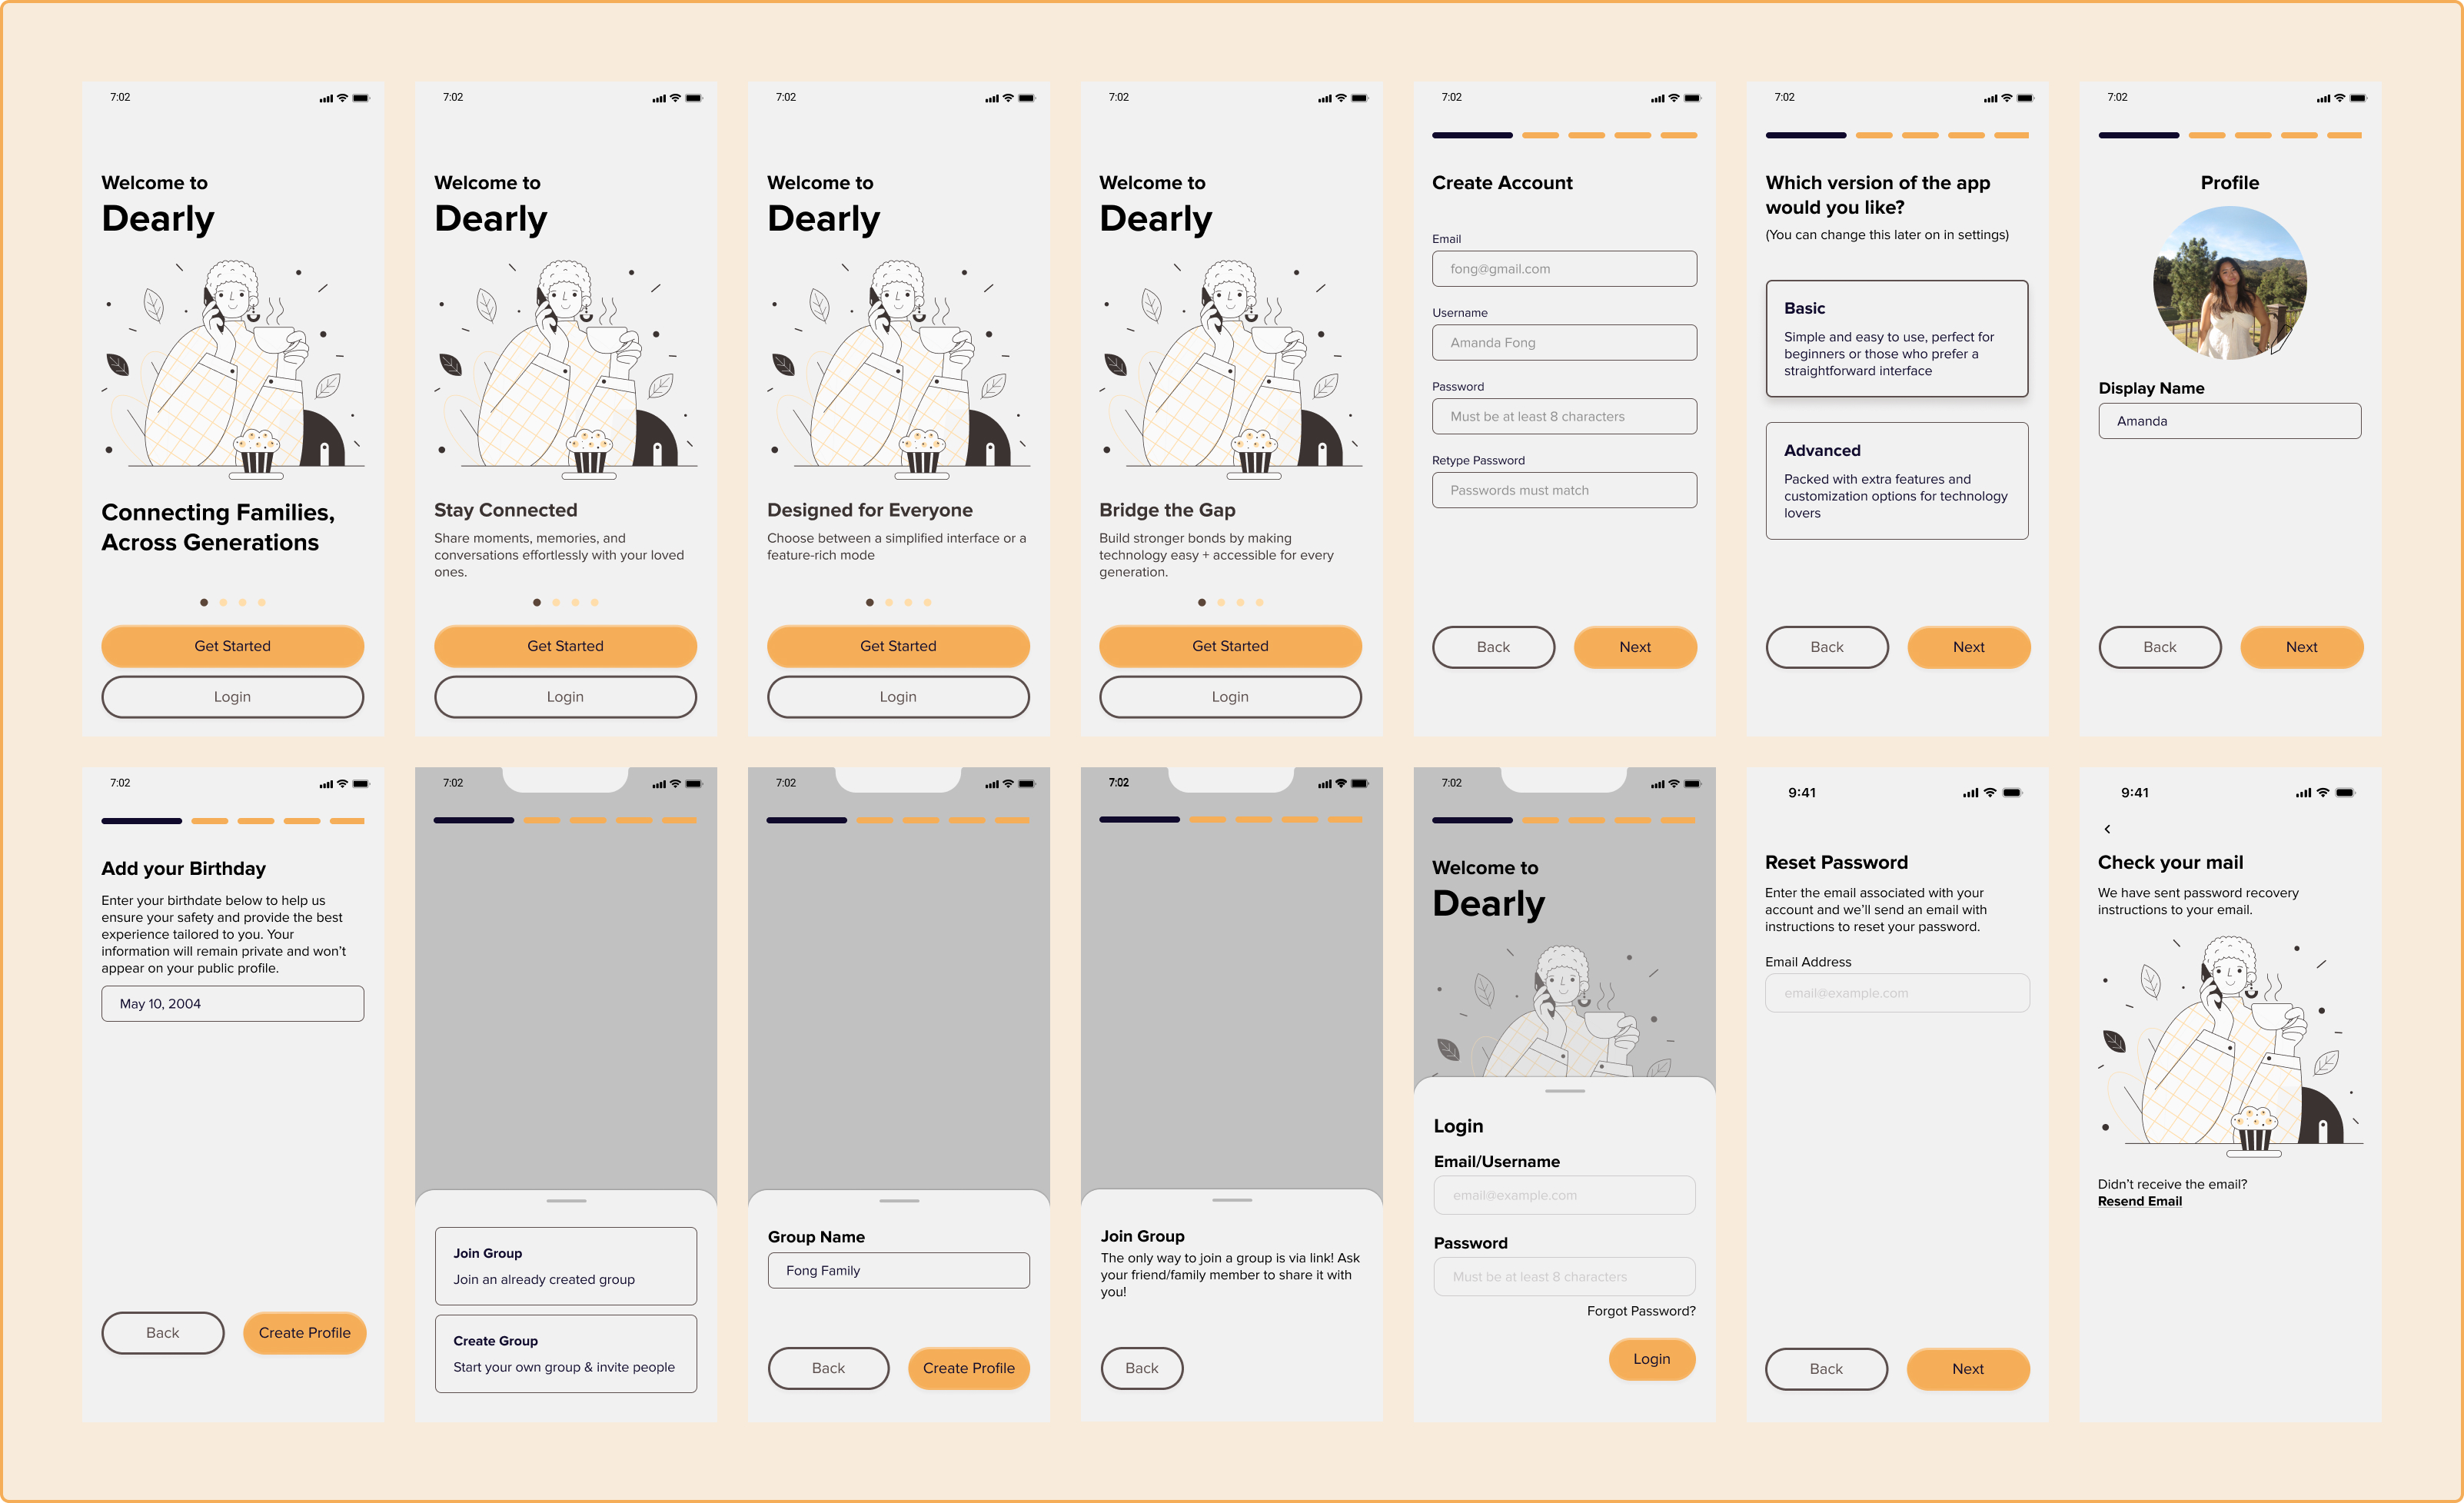 7:02
Welcome to
Dearly
Connecting Families,
Across Generations
Get Started
Login
7:02
Welcome to
Dearly
Stay Connected
Share moments, memories, and
conversations effortlessly with your loved
ones.
Get Started
Login
7:02
Welcome to
Dearly
Designed for Everyone
Choose between a simplified interface or a
feature-rich mode
Get Started
Login
7:02
Welcome to
Dearly
Bridge the Gap
Build stronger bonds by making
technology easy + accessible for every
generation.
Get Started
Login
7:02
Create Account
Email
fong@gmail.com
Username
Amanda Fong
Password
Must be at least 8 characters
Retype Password
Passwords must match
Back
Next
7:02
Which version of the app
would you like?
(You can change this later on in settings)
Basic
Simple and easy to use, perfect for
beginners or those who prefer a
straightforward interface
Advanced
Packed with extra features and
customization options for technology
lovers
Back
Next
7:02
Profile
Display Name
Amanda
Back
Next
7:02
Add your Birthday
Enter your birthdate below to help us
ensure your safety and provide the best
experience tailored to you. Your
information will remain private and won't
appear on your public profile.
May 10, 2004
Back
Create Profile
7:02
Join Group
Join an already created group
Create Group
Start your own group & invite people
7:02
Group Name
Fong Family
Back
Create Profile
7:02
Join Group
The only way to join a group is via link! Ask
your friend/family member to share it with
you!
Back
7:02
Welcome to
Dearly
Login
Email/Username
email@example.com
Password
Must be at least 8 characters
Forgot Password?
Login
9:41
Reset Password
Enter the email associated with your
account and we'll send an email with
instructions to reset your password.
Email Address
email@example.com
Back
Next
9:41
Check your mail
We have sent password recovery
instructions to your email.
Didn't receive the email?
Resend Email